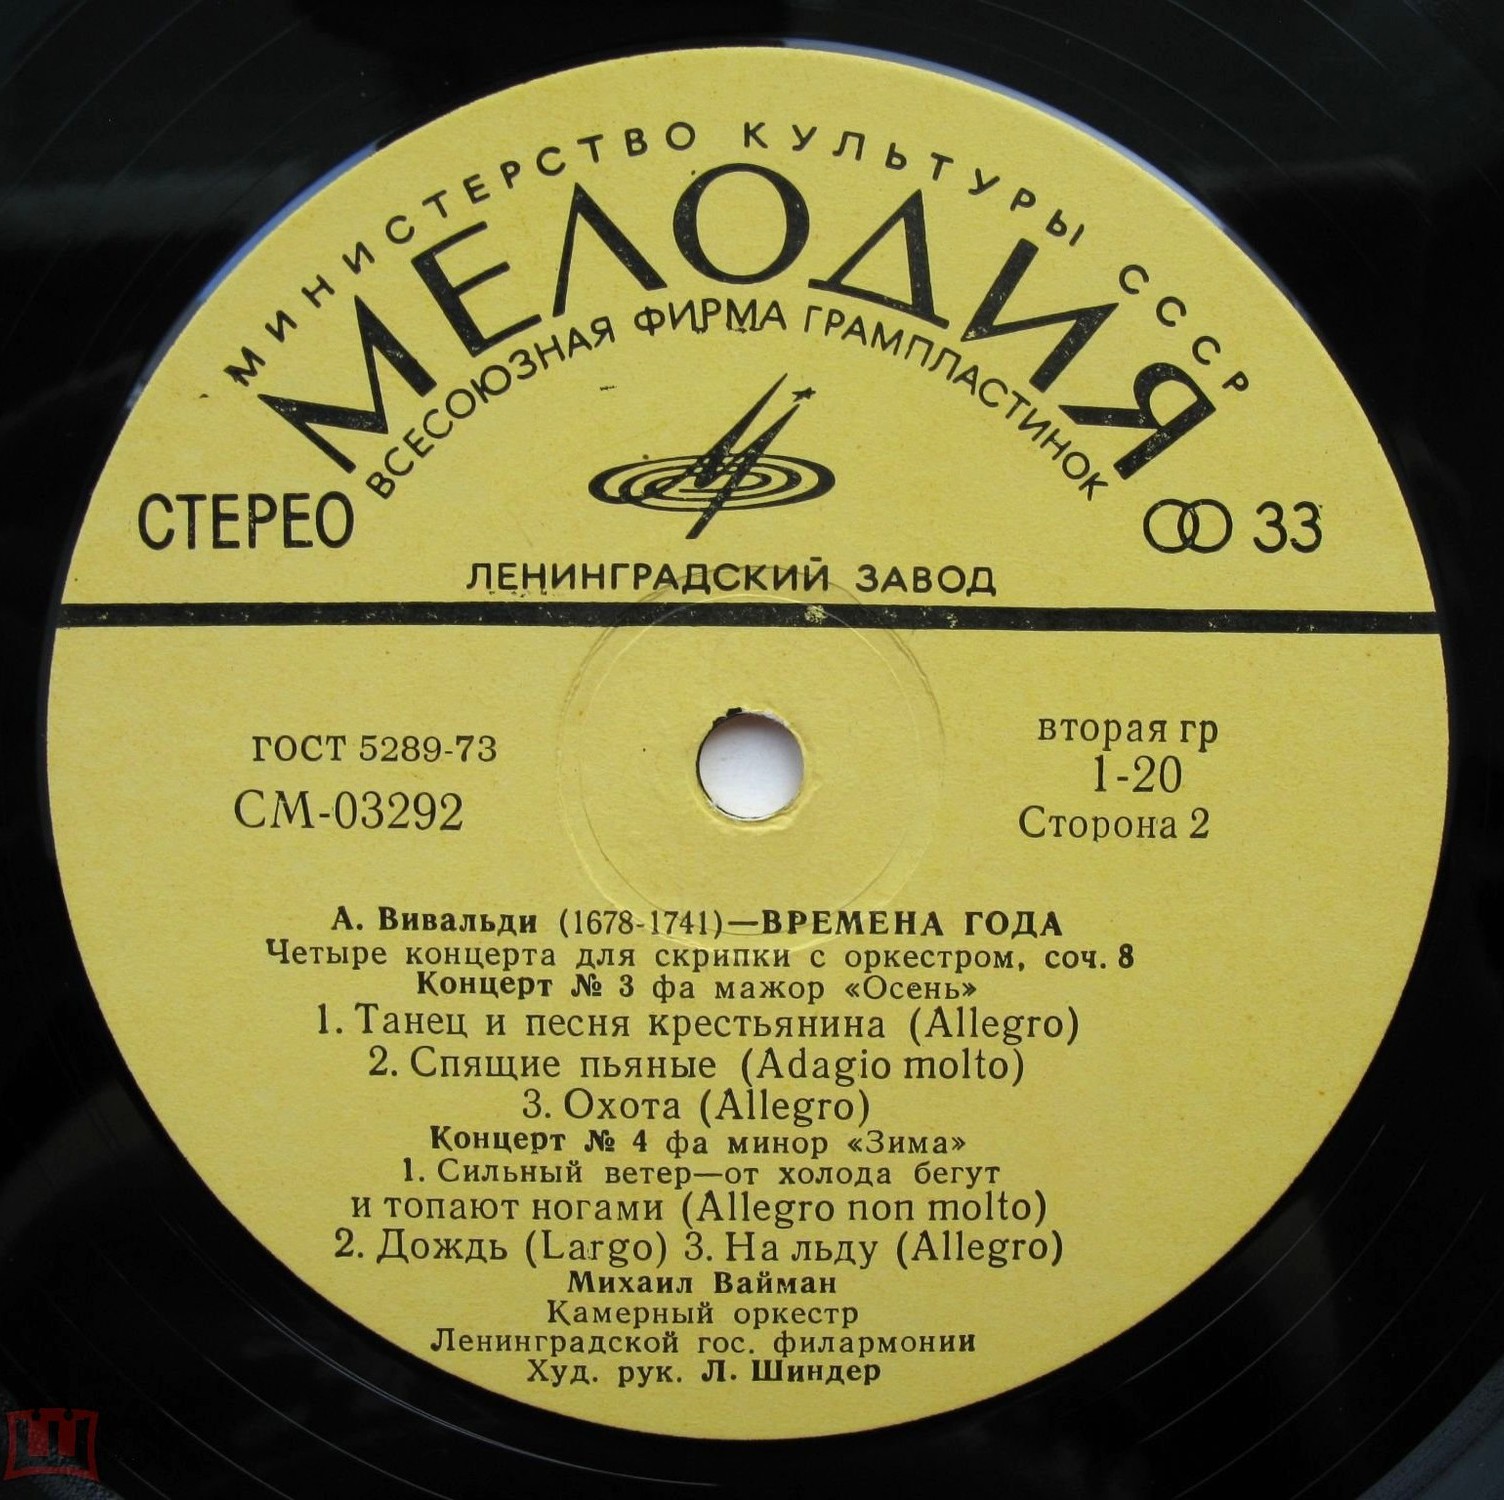 МИНИСТЕРСТВО КУЛЬТУРЫ СССР
МЕЛОДИЯ
ВСЕСОЮЗНАЯ ФИРМА ГРАМПЛАСТИНОК
СТЕРЕО
33
ЛЕНИНГРАДСКИЙ ЗАВОД
ГОСТ 5289-73
СМ-03292
вторая гр
1-20
Сторона 2
А. Вивальди (1678-1741)—ВРЕМЕНА ГОДА
Четыре концерта для скрипки с оркестром, соч. 8
Концерт № 3 фа мажор «Осень»
1. Танец и песня крестьянина (Allegro)
2. Спящие пьяные (Adagio molto)
3. Охота (Allegro)
Концерт № 4 фа минор «Зима»
1. Сильный ветер—от холода бегут
и топают ногами (Allegro non molto)
2. Дождь (Largo) 3. На льду (Allegro)
Михаил Вайман
Камерный оркестр
Ленинградской гос. филармонии
Худ. рук. Л. Шиндер